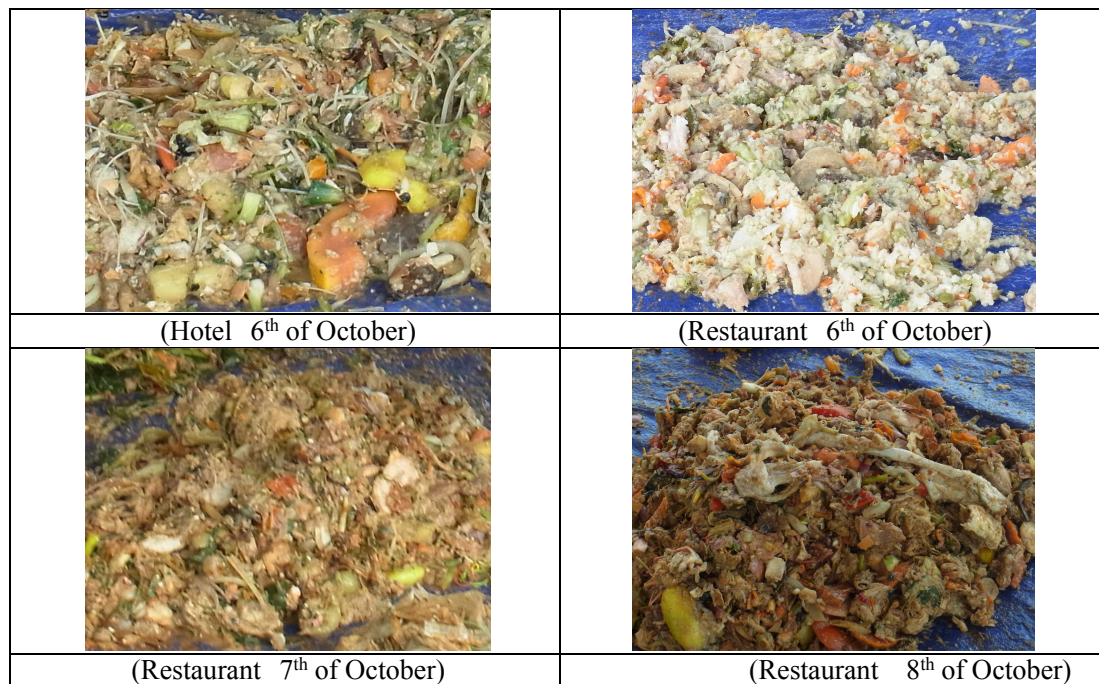 (Hotel 6th of October)
(Restaurant 6th of October)
(Restaurant 7th of October)
(Restaurant 8th of October)